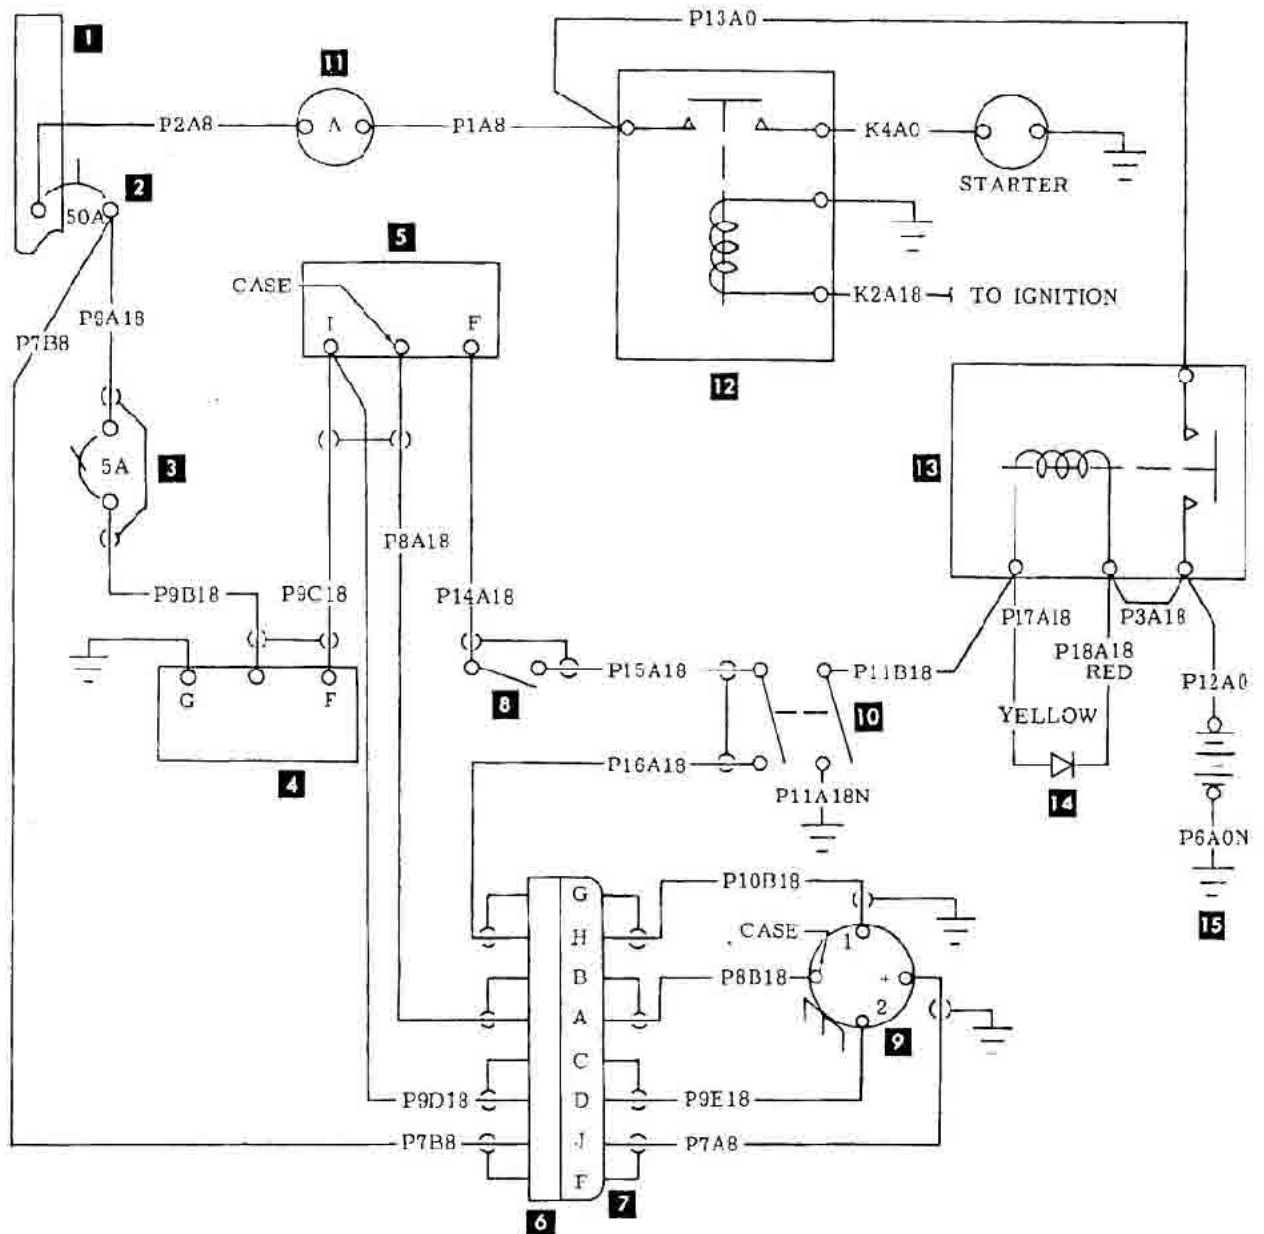 P13A0
1
11
P2A8
A
P1A8
K4A0
STARTER
2
50A
5
CASE
K2A18
TO IGNITION
P9A18
P7B8
I
F
12
13
5A
3
P8A18
P9B18
P9C18
P14A18
P17A18
P3A18
P18A18
RED
P15A18
P11B18
P12A0
G
F
8
10
YELLOW
P16A18
4
P11A18N
14
P6A0N
15
P10B18
G
CASE
1
H
B
P8B18
+
2
A
9
C
P9D18
D
P9E18
P7B8
J
P7A8
F
6
7